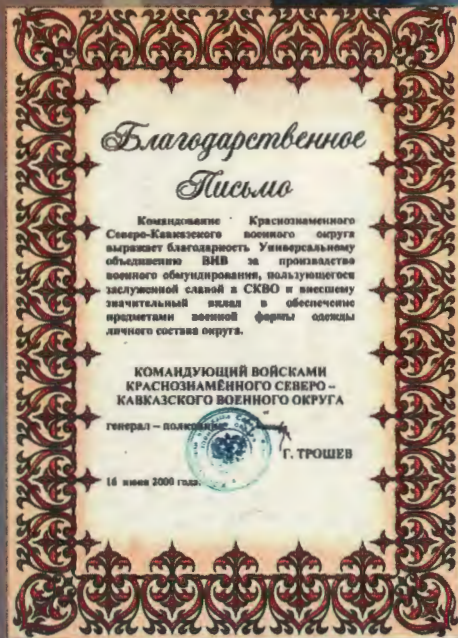 Благодарственное
Письмо
Командование Краснознаменного
Северо-Кавказского военного округа
выражает благодарность Универсальному
объединению ВИВ за производство
военного обмундирования, пользующегося
заслуженной славой в СКВО и внесшему
значительный вклад в обеспечение
предметами военной формы одежды
личного состава округа.
КОМАНДУЮЩИЙ ВОЙСКАМИ
КРАСНОЗНАМЁННОГО СЕВЕРО –
КАВКАЗСКОГО ВОЕННОГО ОКРУГА
генерал – полковник
Г. ТРОШЕВ
16 2000 года.